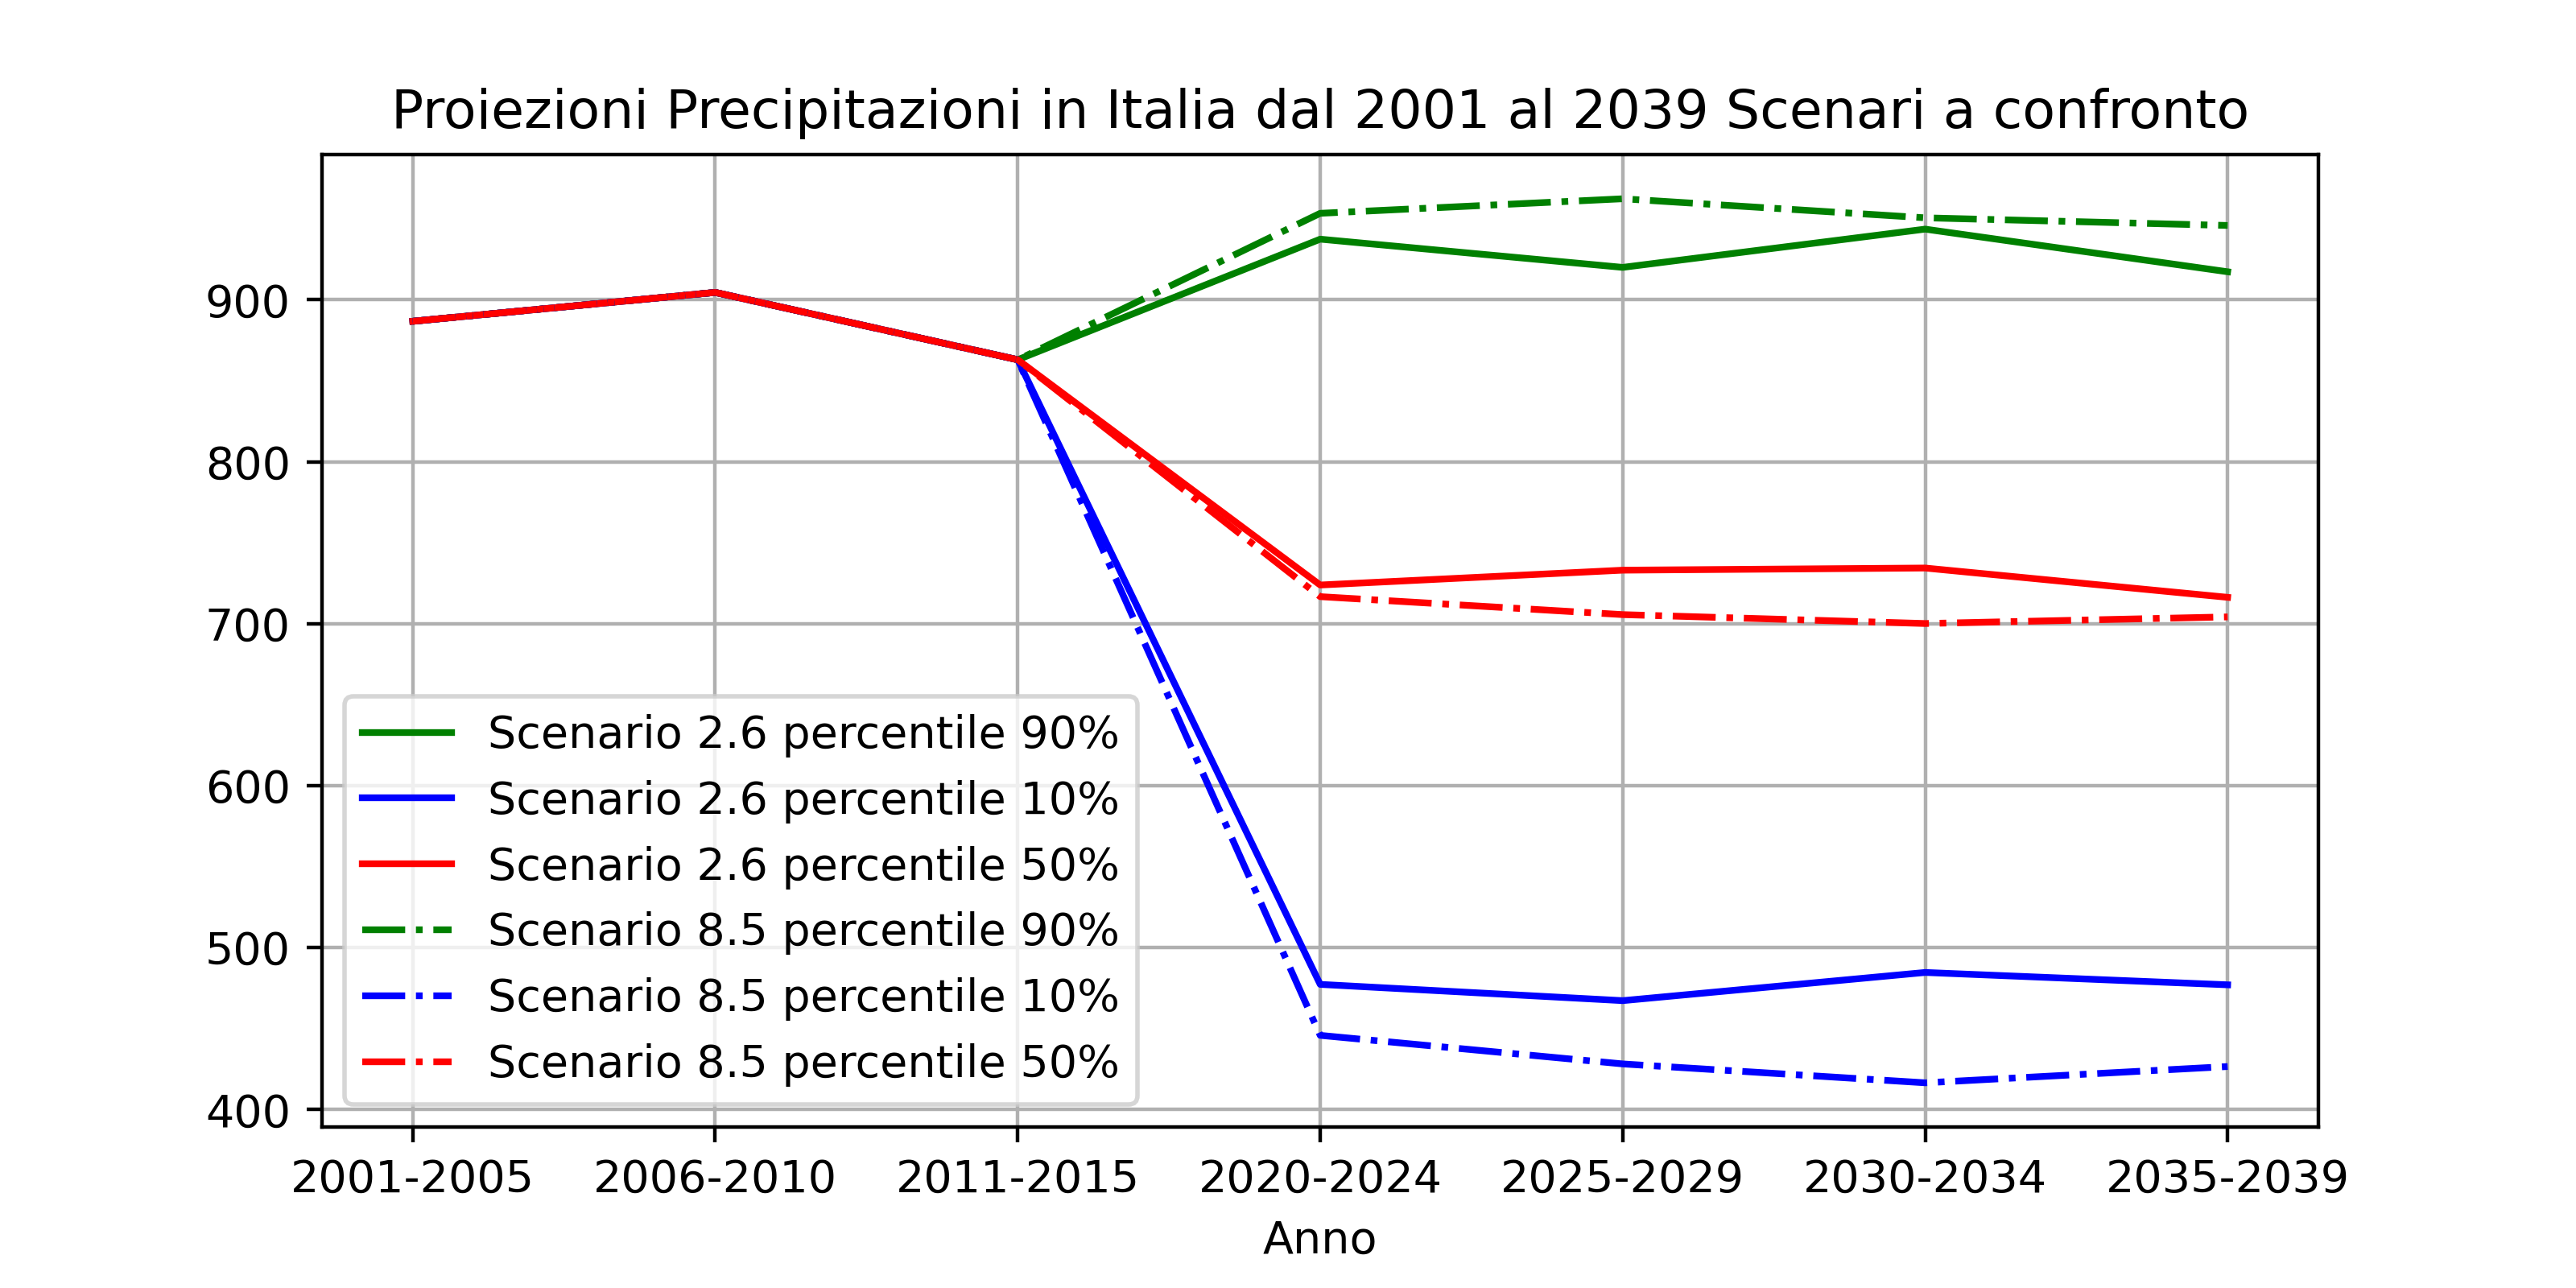 Proiezioni Precipitazioni in Italia dal 2001 al 2039 Scenari a confronto
900
800
700
600
500
400
Scenario 2.6 percentile 90%
Scenario 2.6 percentile 10%
Scenario 2.6 percentile 50%
Scenario 8.5 percentile 90%
Scenario 8.5 percentile 10%
Scenario 8.5 percentile 50%
2001-2005 2006-2010 2011-2015 2020-2024 2025-2029 2030-2034 2035-2039
Anno